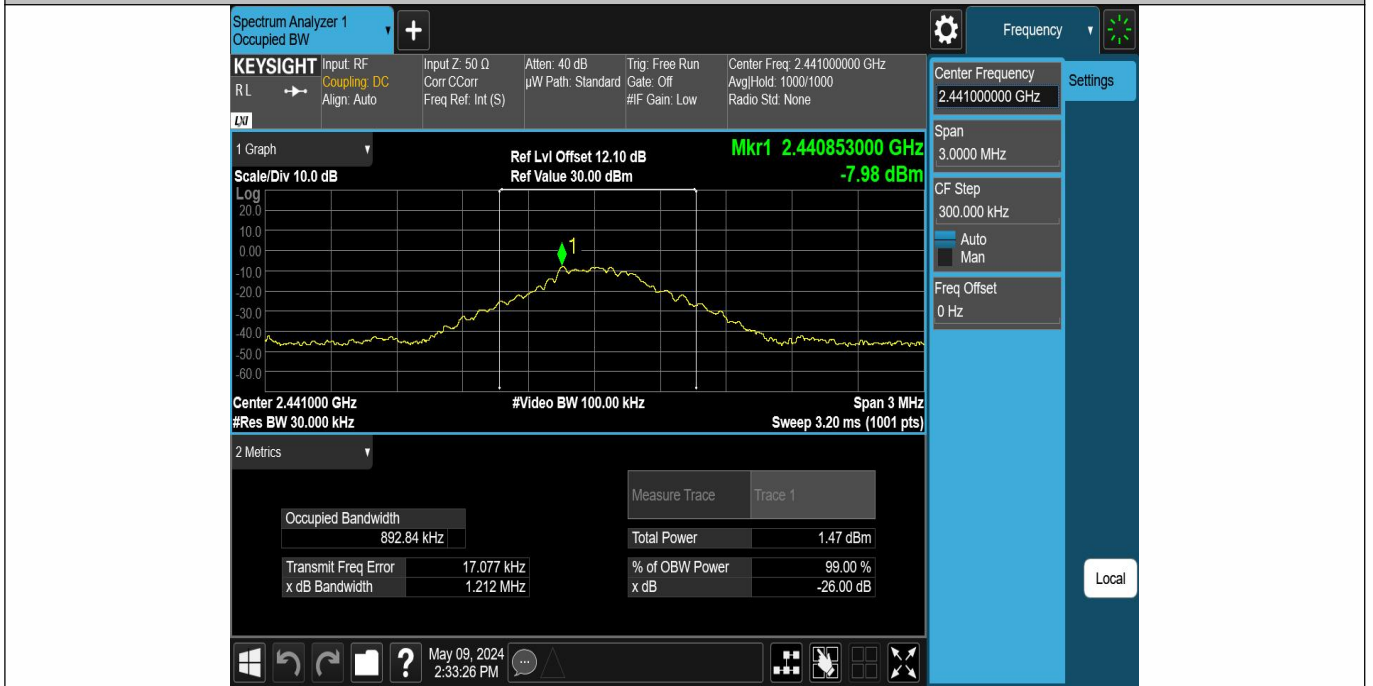 Spectrum Analyzer 1
Occupied BW
+
Frequency
KEYSIGHT
RL
LXI
Input: RF
Coupling: DC
Align: Auto
Input Z: 50 Ω
Corr CCorr
Freq Ref: Int (S)
Atten: 40 dB
µW Path: Standard
Trig: Free Run
Gate: Off
#IF Gain: Low
Center Freq: 2.441000000 GHz
Avg|Hold: 1000/1000
Radio Std: None
Center Frequency
2.441000000 GHz
Settings
Span
3.0000 MHz
CF Step
300.000 kHz
Auto
Man
Freq Offset
0 Hz
Local
1 Graph
Scale/Div 10.0 dB
Ref Lvl Offset 12.10 dB
Ref Value 30.00 dBm
Mkr1 2.440853000 GHz
-7.98 dBm
Log
20.0
10.0
0.00
-10.0
-20.0
-30.0
-40.0
-50.0
-60.0
1
Center 2.441000 GHz
#Res BW 30.000 kHz
#Video BW 100.00 kHz
Span 3 MHz
Sweep 3.20 ms (1001 pts)
2 Metrics
Measure Trace Trace 1
Occupied Bandwidth
892.84 kHz
Total Power 1.47 dBm
Transmit Freq Error 17.077 kHz
% of OBW Power 99.00 %
x dB Bandwidth 1.212 MHz
x dB -26.00 dB
?
May 09, 2024
2:33:26 PM